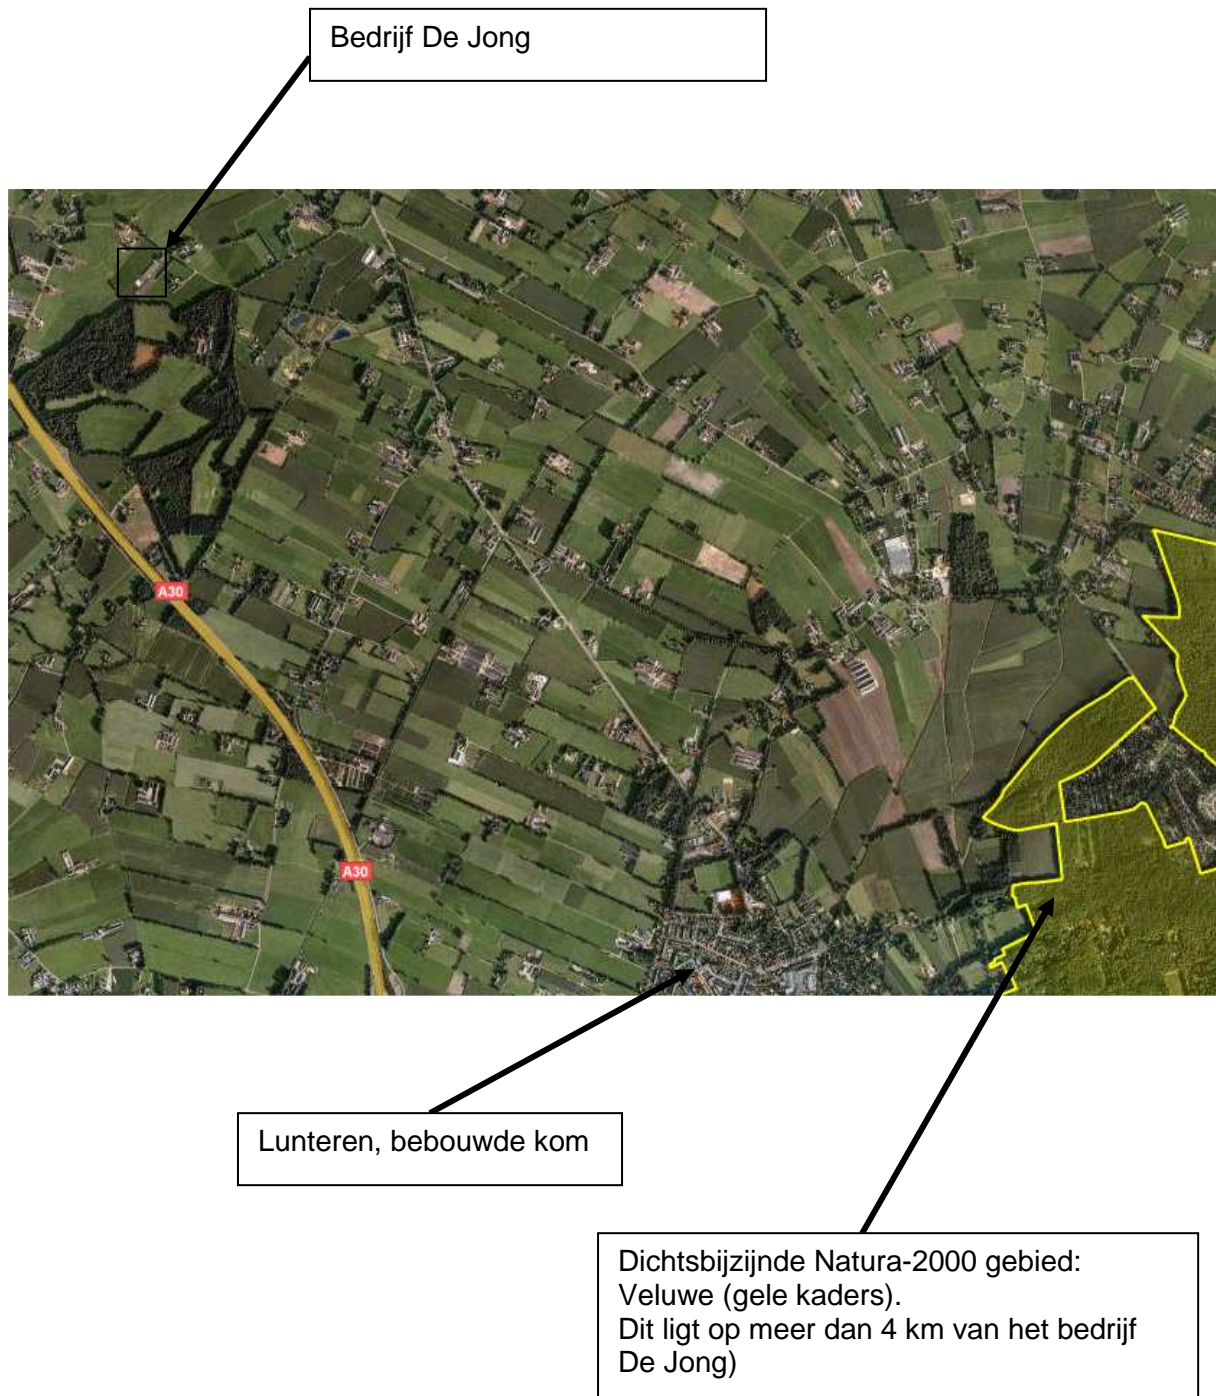 Bedrijf De Jong
A30
A30
Lunteren, bebouwde kom
Dichtsbijzijnde Natura-2000 gebied:
Veluwe (gele kaders).
Dit ligt op meer dan 4 km van het bedrijf
De Jong)